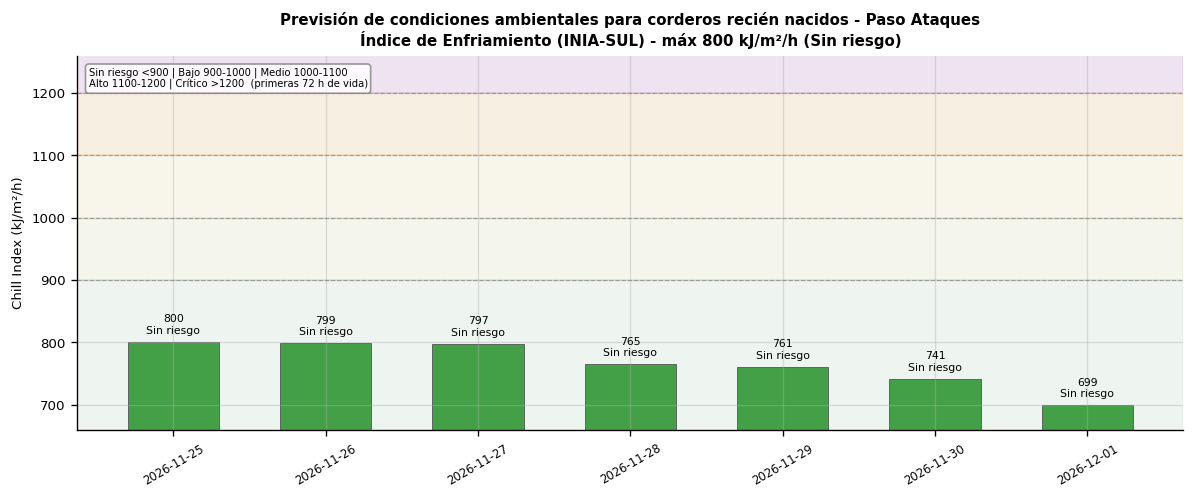 Previsión de condiciones ambientales para corderos recién nacidos - Paso Ataques
Índice de Enfriamiento (INIA-SUL) - máx 800 kJ/m²/h (Sin riesgo)
Sin riesgo <900 | Bajo 900-1000 | Medio 1000-1100
Alto 1100-1200 | Crítico >1200  (primeras 72 h de vida)
Chill Index (kJ/m²/h)
1200
1100
1000
900
800
700
800
Sin riesgo
799
Sin riesgo
797
Sin riesgo
765
Sin riesgo
761
Sin riesgo
741
Sin riesgo
699
Sin riesgo
2026-11-25
2026-11-26
2026-11-27
2026-11-28
2026-11-29
2026-11-30
2026-12-01